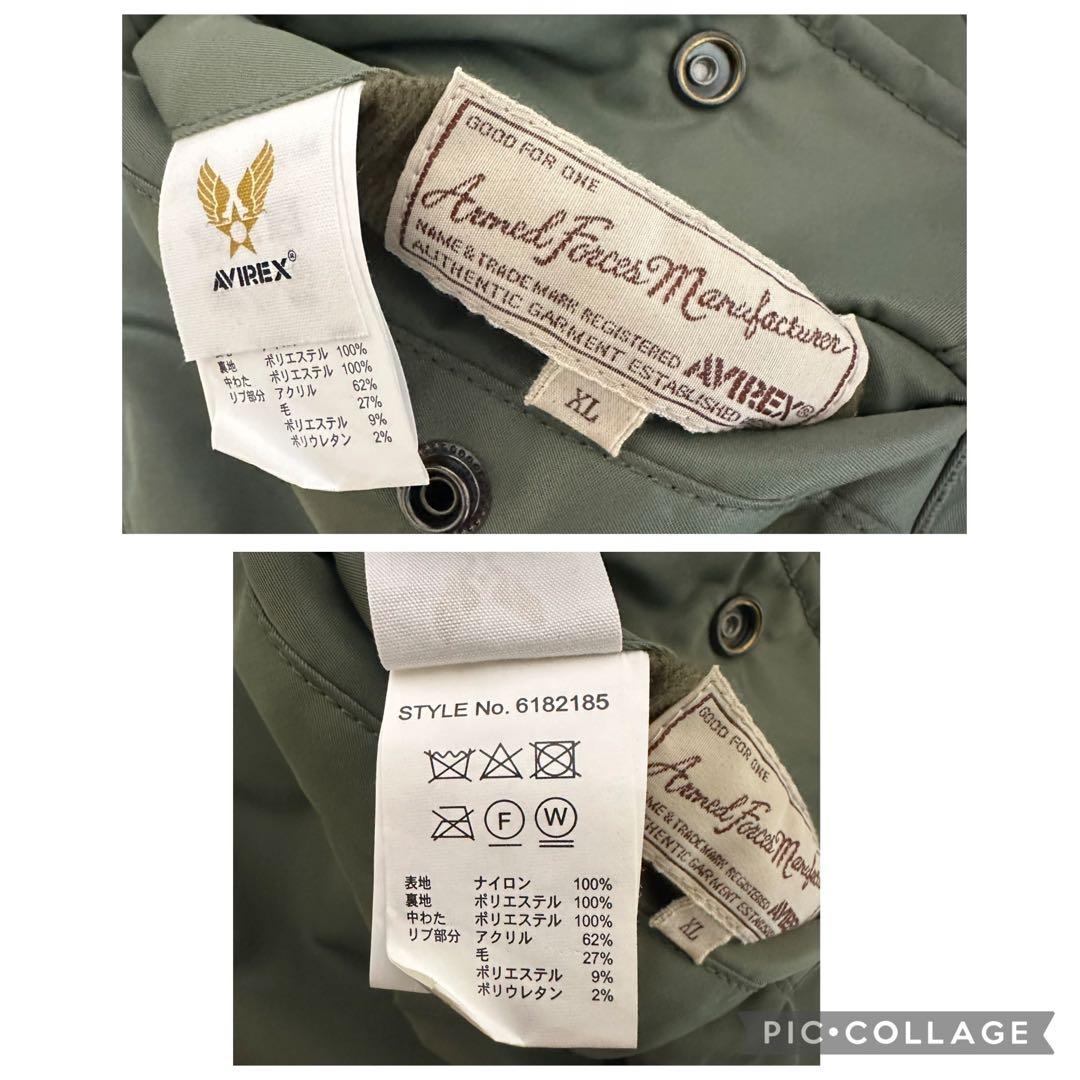 AVIREX®
裏地 ポリエステル 100%
中わた ポリエステル 100%
リブ部分 アクリル 62%
毛 27%
ポリエステル 9%
ポリウレタン 2%
GOOD FOR ONE
Armed Forces Manufacturer
NAME & TRADEMARK REGISTERED
AUTHENTIC GARMENT ESTABLISHED
AVIREX®
XL
STYLE No. 6182185
F
W
表地 ナイロン 100%
裏地 ポリエステル 100%
中わた ポリエステル 100%
リブ部分 アクリル 62%
毛 27%
ポリエステル 9%
ポリウレタン 2%
GOOD FOR ONE
Armed Forces
TRADEMARK REGISTERED
GARMENT
XL
PIC•COLLAGE